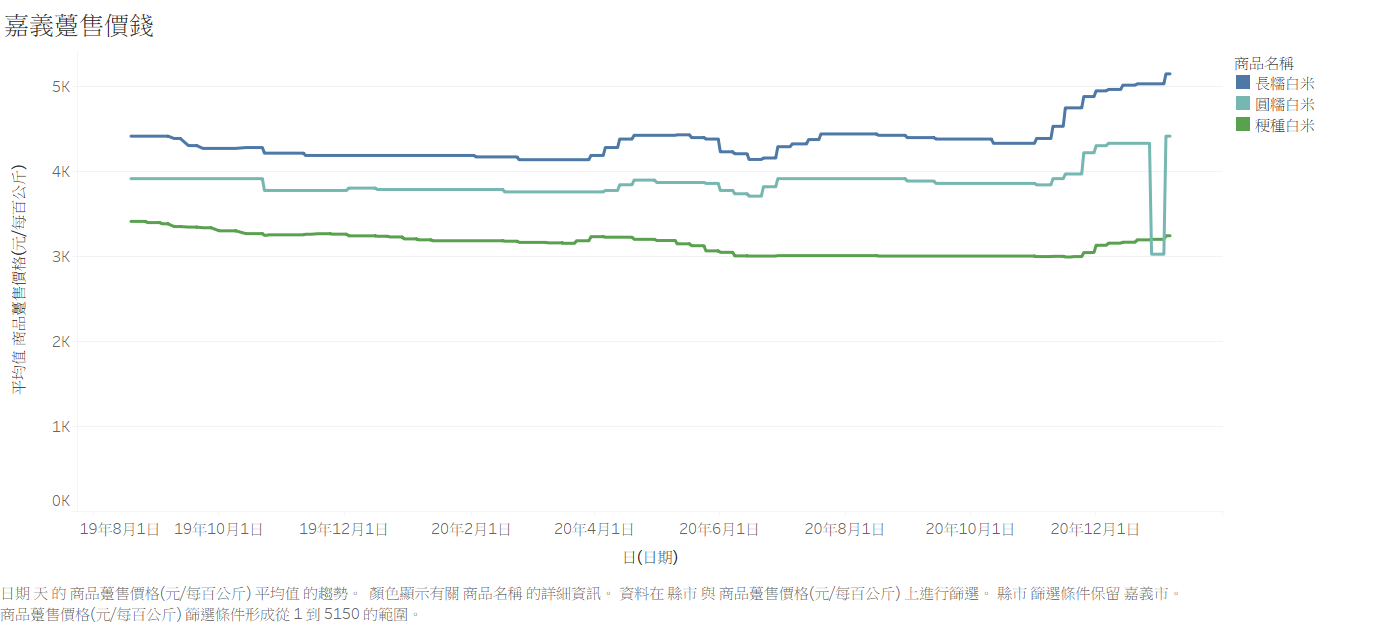 嘉義躉售價錢
商品名稱
長糯白米
圓糯白米
稉種白米
平均值 商品躉售價格(元/每百公斤)
5K
4K
3K
2K
1K
0K
19年8月1日 19年10月1日 19年12月1日 20年2月1日 20年4月1日 20年6月1日 20年8月1日 20年10月1日 20年12月1日
日(日期)
日期 天 的 商品躉售價格(元/每百公斤) 平均值 的趨勢。 顏色顯示有關 商品名稱 的詳細資訊。 資料在 縣市 與 商品躉售價格(元/每百公斤) 上進行篩選。 縣市 篩選條件保留 嘉義市。
商品躉售價格(元/每百公斤) 篩選條件形成從 1 到 5150 的範圍。